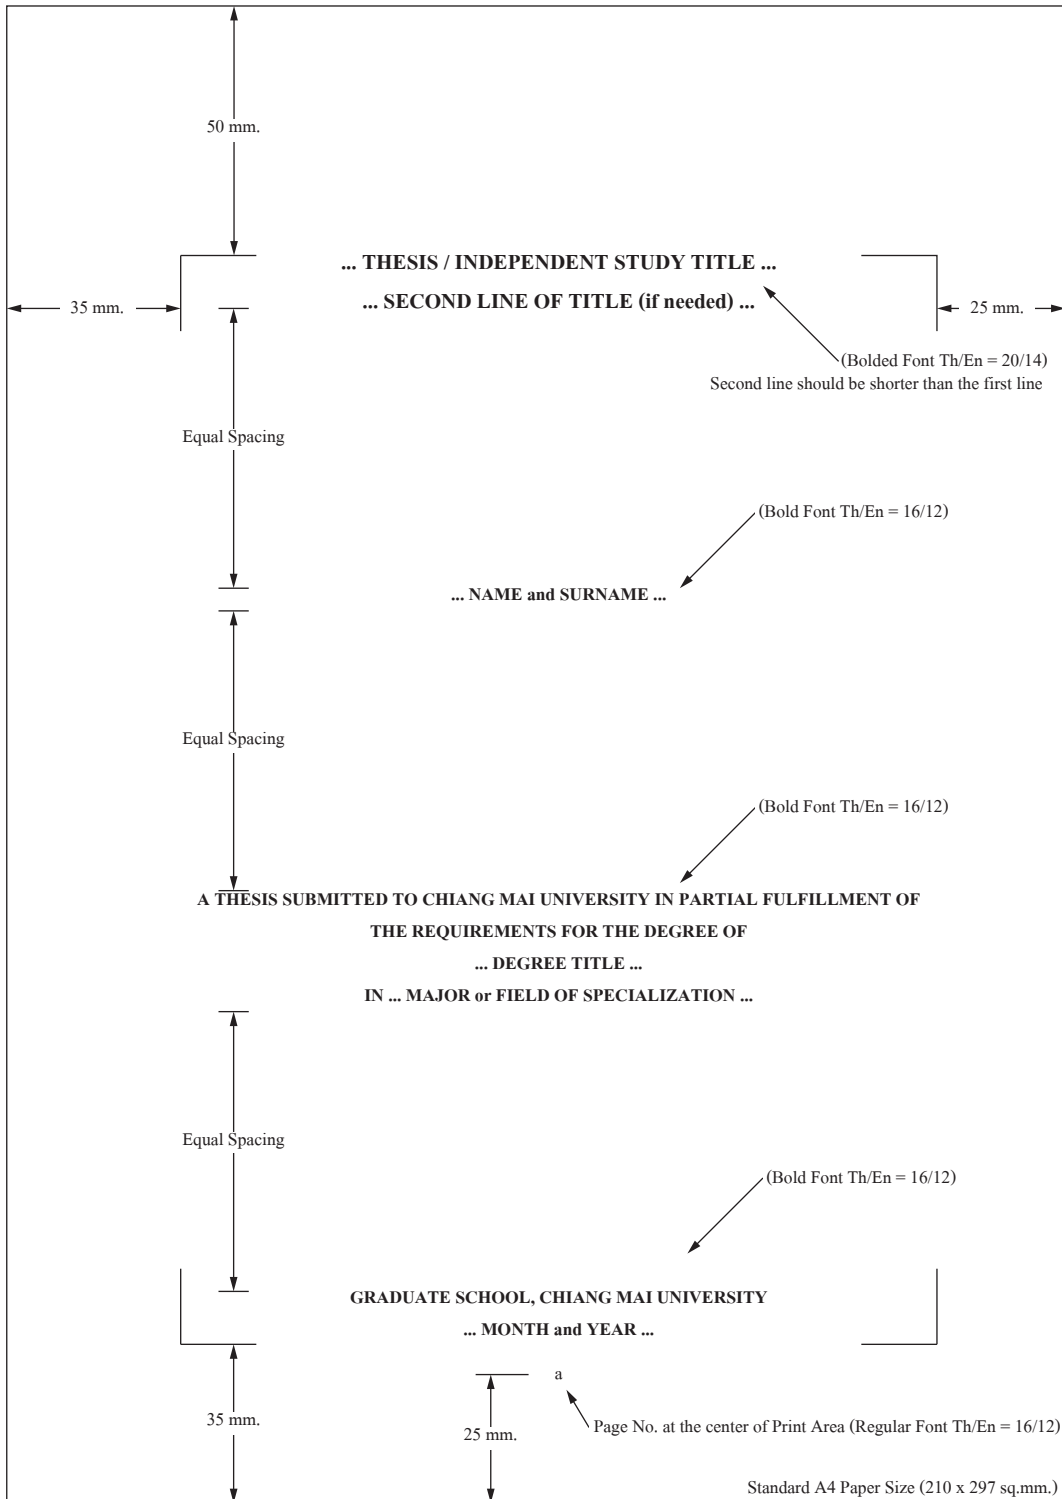 50 mm.
... THESIS / INDEPENDENT STUDY TITLE ...
35 mm.
... SECOND LINE OF TITLE (if needed) ...
25 mm.
(Bolded Font Th/En = 20/14)
Second line should be shorter than the first line
Equal Spacing
(Bold Font Th/En = 16/12)
... NAME and SURNAME ...
Equal Spacing
(Bold Font Th/En = 16/12)
A THESIS SUBMITTED TO CHIANG MAI UNIVERSITY IN PARTIAL FULFILLMENT OF
THE REQUIREMENTS FOR THE DEGREE OF
... DEGREE TITLE ...
IN ... MAJOR or FIELD OF SPECIALIZATION ...
Equal Spacing
(Bold Font Th/En = 16/12)
GRADUATE SCHOOL, CHIANG MAI UNIVERSITY
... MONTH and YEAR ...
a
35 mm.
25 mm.
Page No. at the center of Print Area (Regular Font Th/En = 16/12)
Standard A4 Paper Size (210 x 297 sq.mm.)